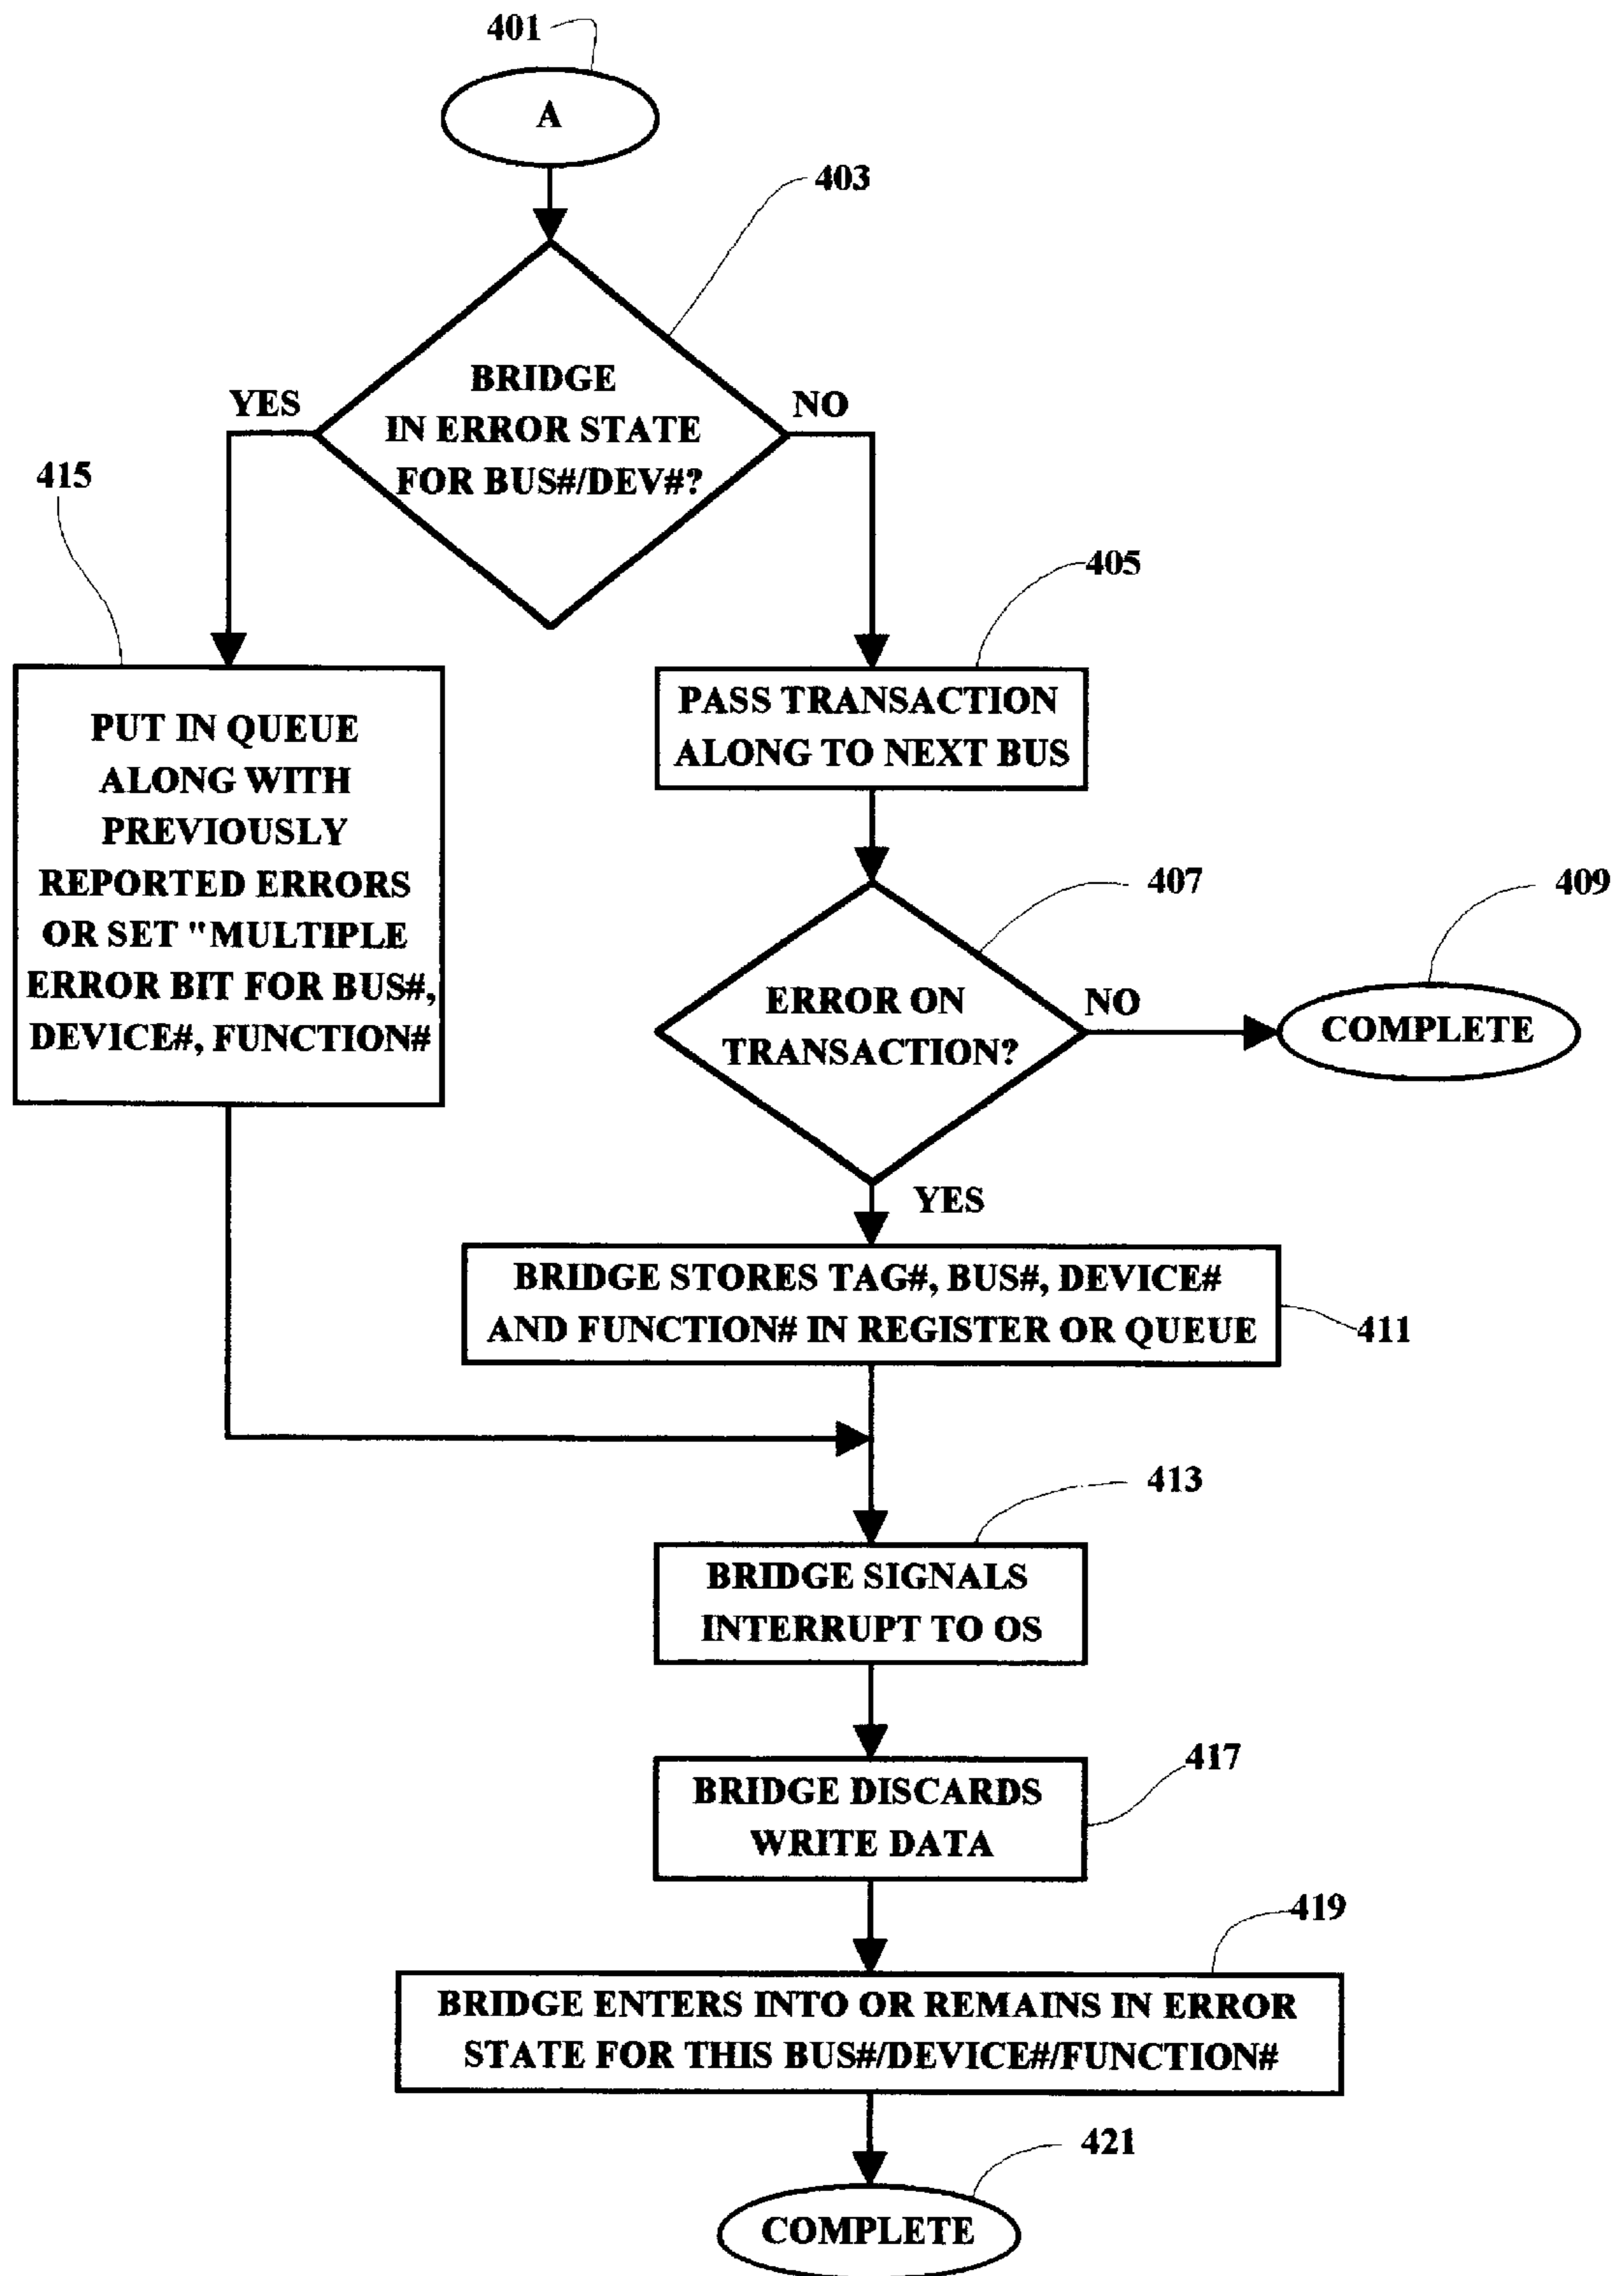 401
A
403
BRIDGE
IN ERROR STATE
FOR BUS#/DEV#?
YES
NO
415
PUT IN QUEUE
ALONG WITH
PREVIOUSLY
REPORTED ERRORS
OR SET "MULTIPLE
ERROR BIT FOR BUS#,
DEVICE#, FUNCTION#
405
PASS TRANSACTION
ALONG TO NEXT BUS
407
ERROR ON
TRANSACTION?
NO
409
COMPLETE
YES
BRIDGE STORES TAG#, BUS#, DEVICE#
AND FUNCTION# IN REGISTER OR QUEUE
411
413
BRIDGE SIGNALS
INTERRUPT TO OS
417
BRIDGE DISCARDS
WRITE DATA
419
BRIDGE ENTERS INTO OR REMAINS IN ERROR
STATE FOR THIS BUS#/DEVICE#/FUNCTION#
421
COMPLETE